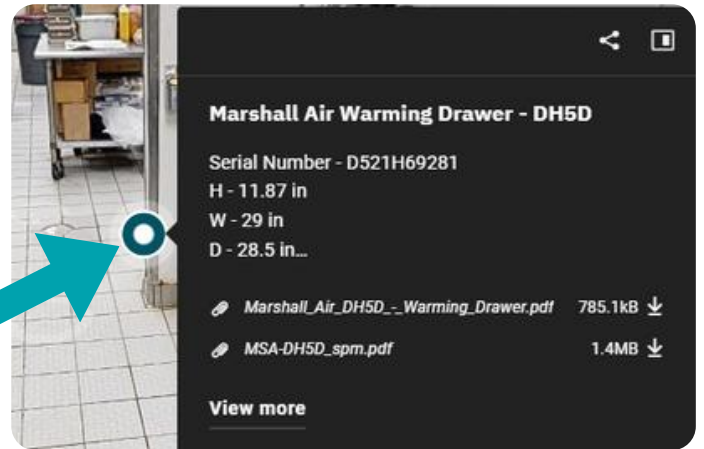 Marshall Air Warming Drawer - DH5D
Serial Number - D521H69281
H - 11.87 in
W - 29 in
D - 28.5 in...
Marshall_Air_DH5D_-_Warming_Drawer.pdf 785.1kB
MSA-DH5D_spm.pdf 1.4MB
View more